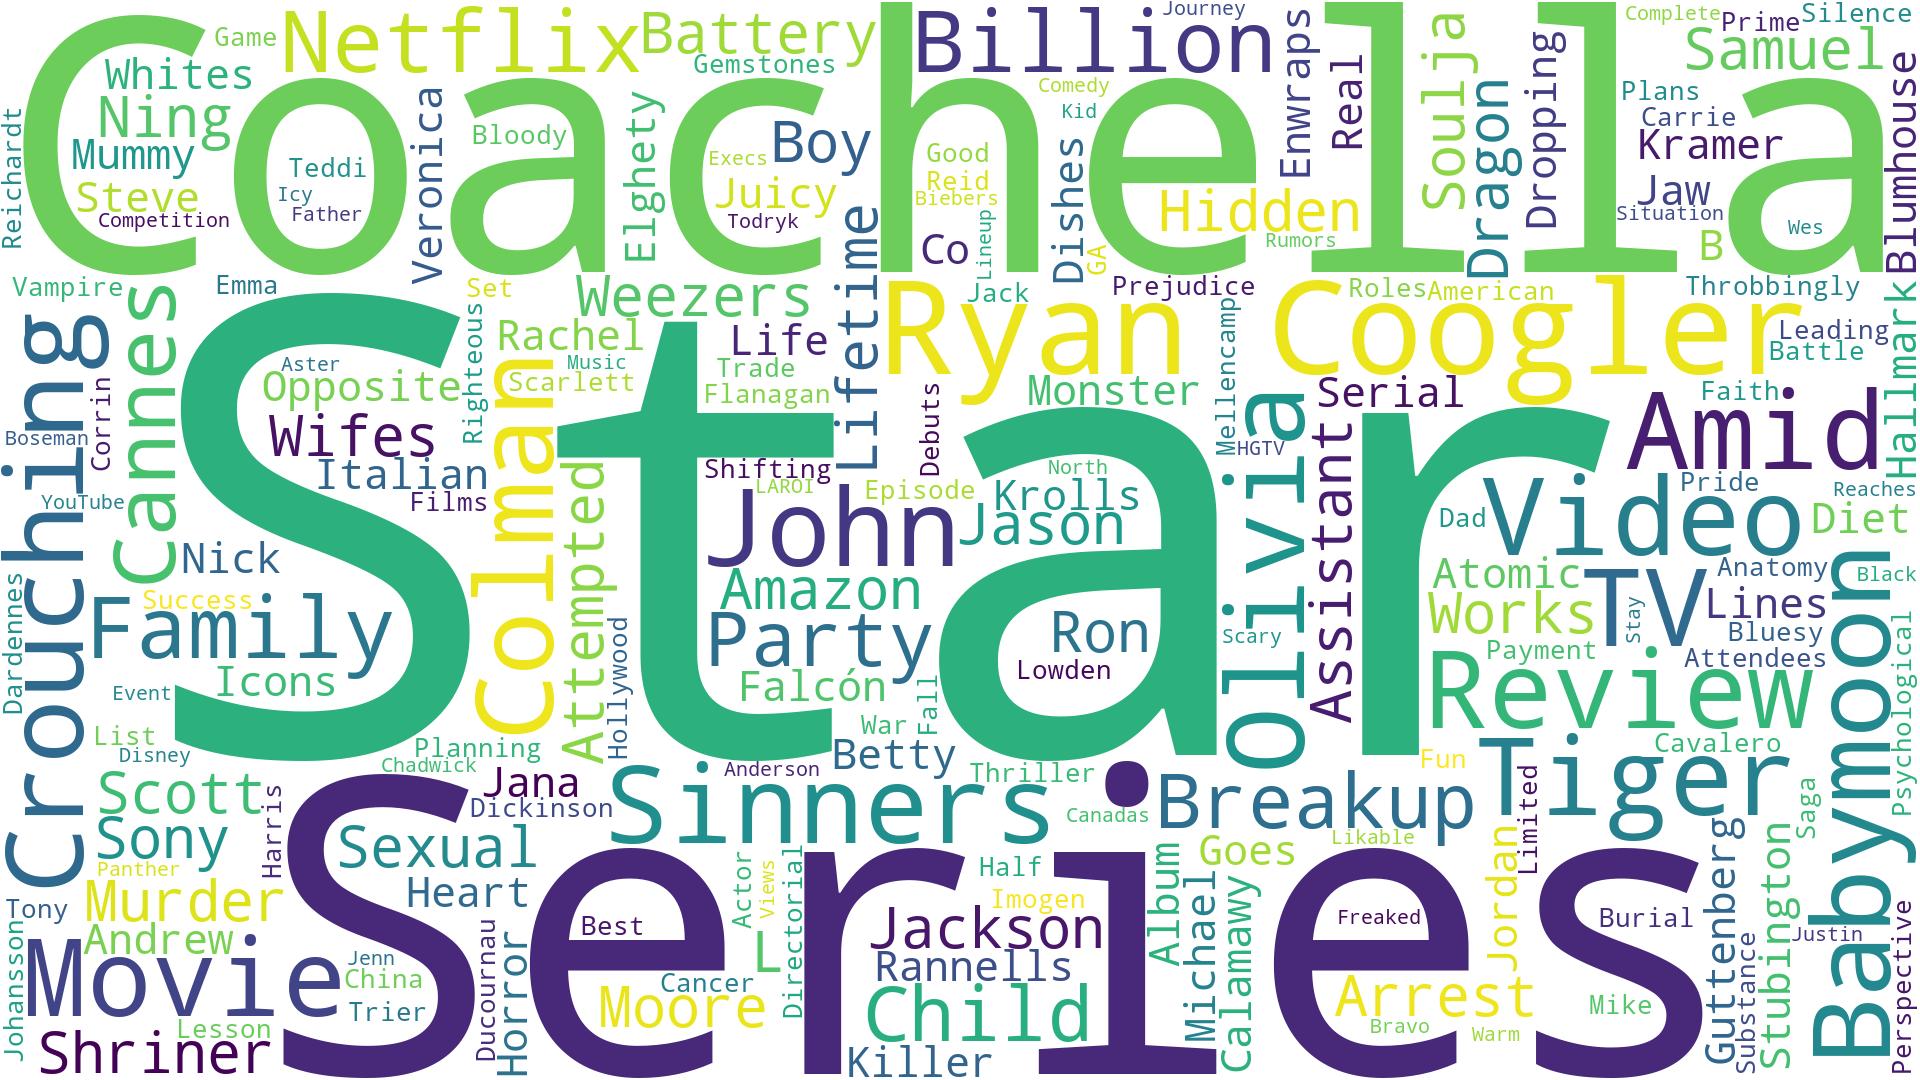 Coachella
Star
Series
Netflix
Battery
Billion
Journey
Complete
Prime
Silence
Game
Whites
Gemstones
Samuel
Ning
Veronica
Bloody
Elghety
Boy
Comedy
Kid
Enwraps
Real
Soulja
Dragon
Dropping
Plans
Carrie
Kramer
Blumhouse
Reichardt
Mummy
Teddi
Execs
Good
Reid
Dishes
Steve
Icy
Juicy
Biebers
Hidden
Jaw
Competition
Father
Todryk
Lineup
Situation
Wes
Co
GA
Rumors
B
Vampire
Emma
Set
Weezers
Lifetime
Jack
Prejudice
Roles
American
Throbbingly
Cannes
Righteous
Rachel
Life
Ryan
Coogler
Leading
Battle
Hallmark
Crouching
Aster
Music
Trade
Mellencamp
Opposite
Scarlett
Flanagan
Monster
Serial
Faith
Corrin
Colman
Debuts
Olivia
Amid
Boseman
Wifes
HGTV
Italian
Shifting
North
Assistant
YouTube
Films
LAROI
Episode
Krolls
Pride
Reaches
Attempted
John
Jason
Dad
Video
Diet
Nick
Amazon
Atomic
Anatomy
Black
Dardennes
Success
Family
Party
Ron
Scary
Works
TV
Stay
Lines
Bluesy
Babymoon
Icons
Hollywood
Lowden
Payment
Attendees
Event
Falcón
Fall
Review
Psychological
List
War
Disney
Planning
Betty
Fun
Tiger
Cavalero
Chadwick
Jana
Anderson
Thriller
Scott
Dickinson
Sinners
Canadas
Breakup
Limited
Saga
Harris
Sony
Sexual
Likable
Panther
Heart
Actor
Views
Directorial
Half
Album
Goes
Jordan
Guttenberg
Stubington
Tony
Murder
Imogen
Michael
Calamawy
Andrew
Best
Jackson
Freaked
Burial
Justin
Johansson
Movie
Jenn
Ducournau
Horror
L
Rannells
Substance
Perspective
China
Cancer
Trier
Moore
Child
Arrest
Mike
Lesson
Bravo
Warm
Shriner
Killer